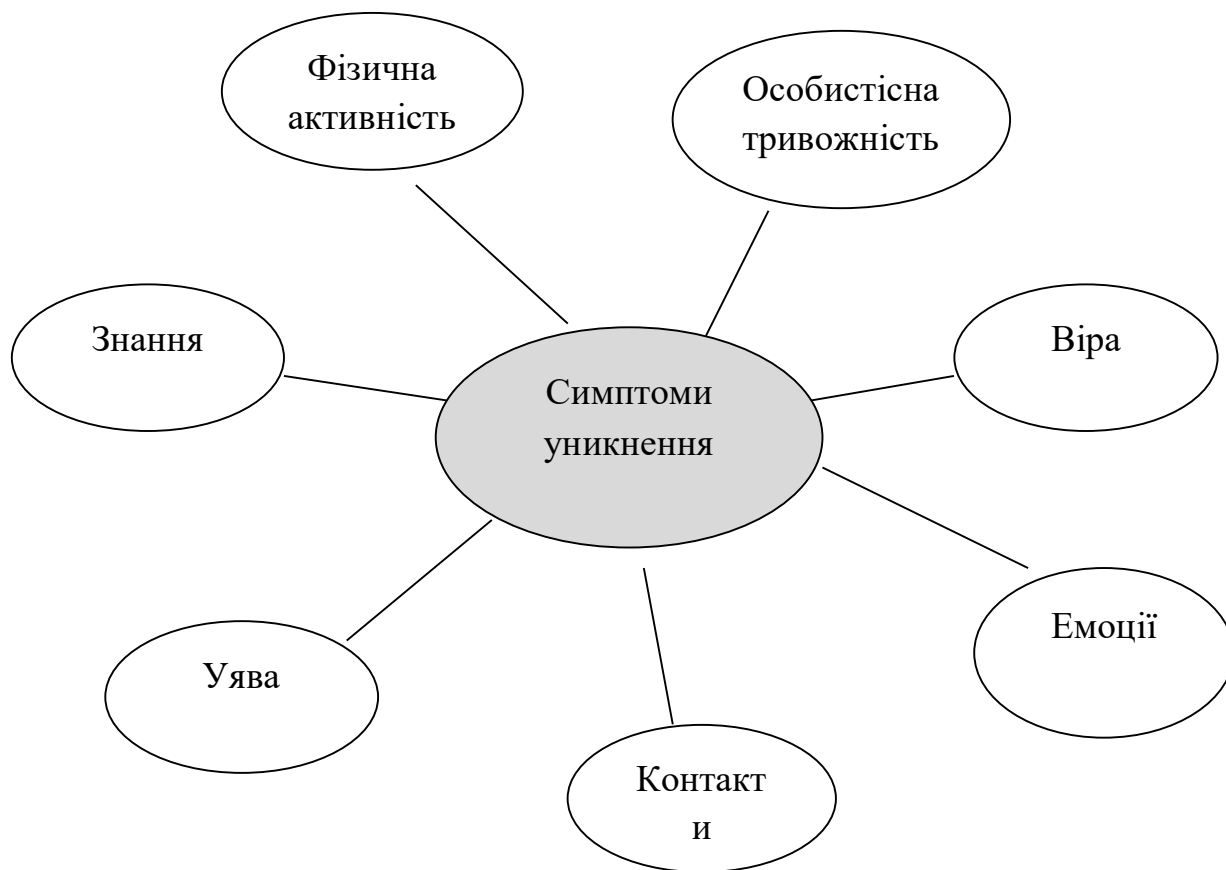 Фізична
активність
Особистісна
тривожність
Знання
Віра
Симптоми
уникнення
Емоції
Уява
Контакт
и